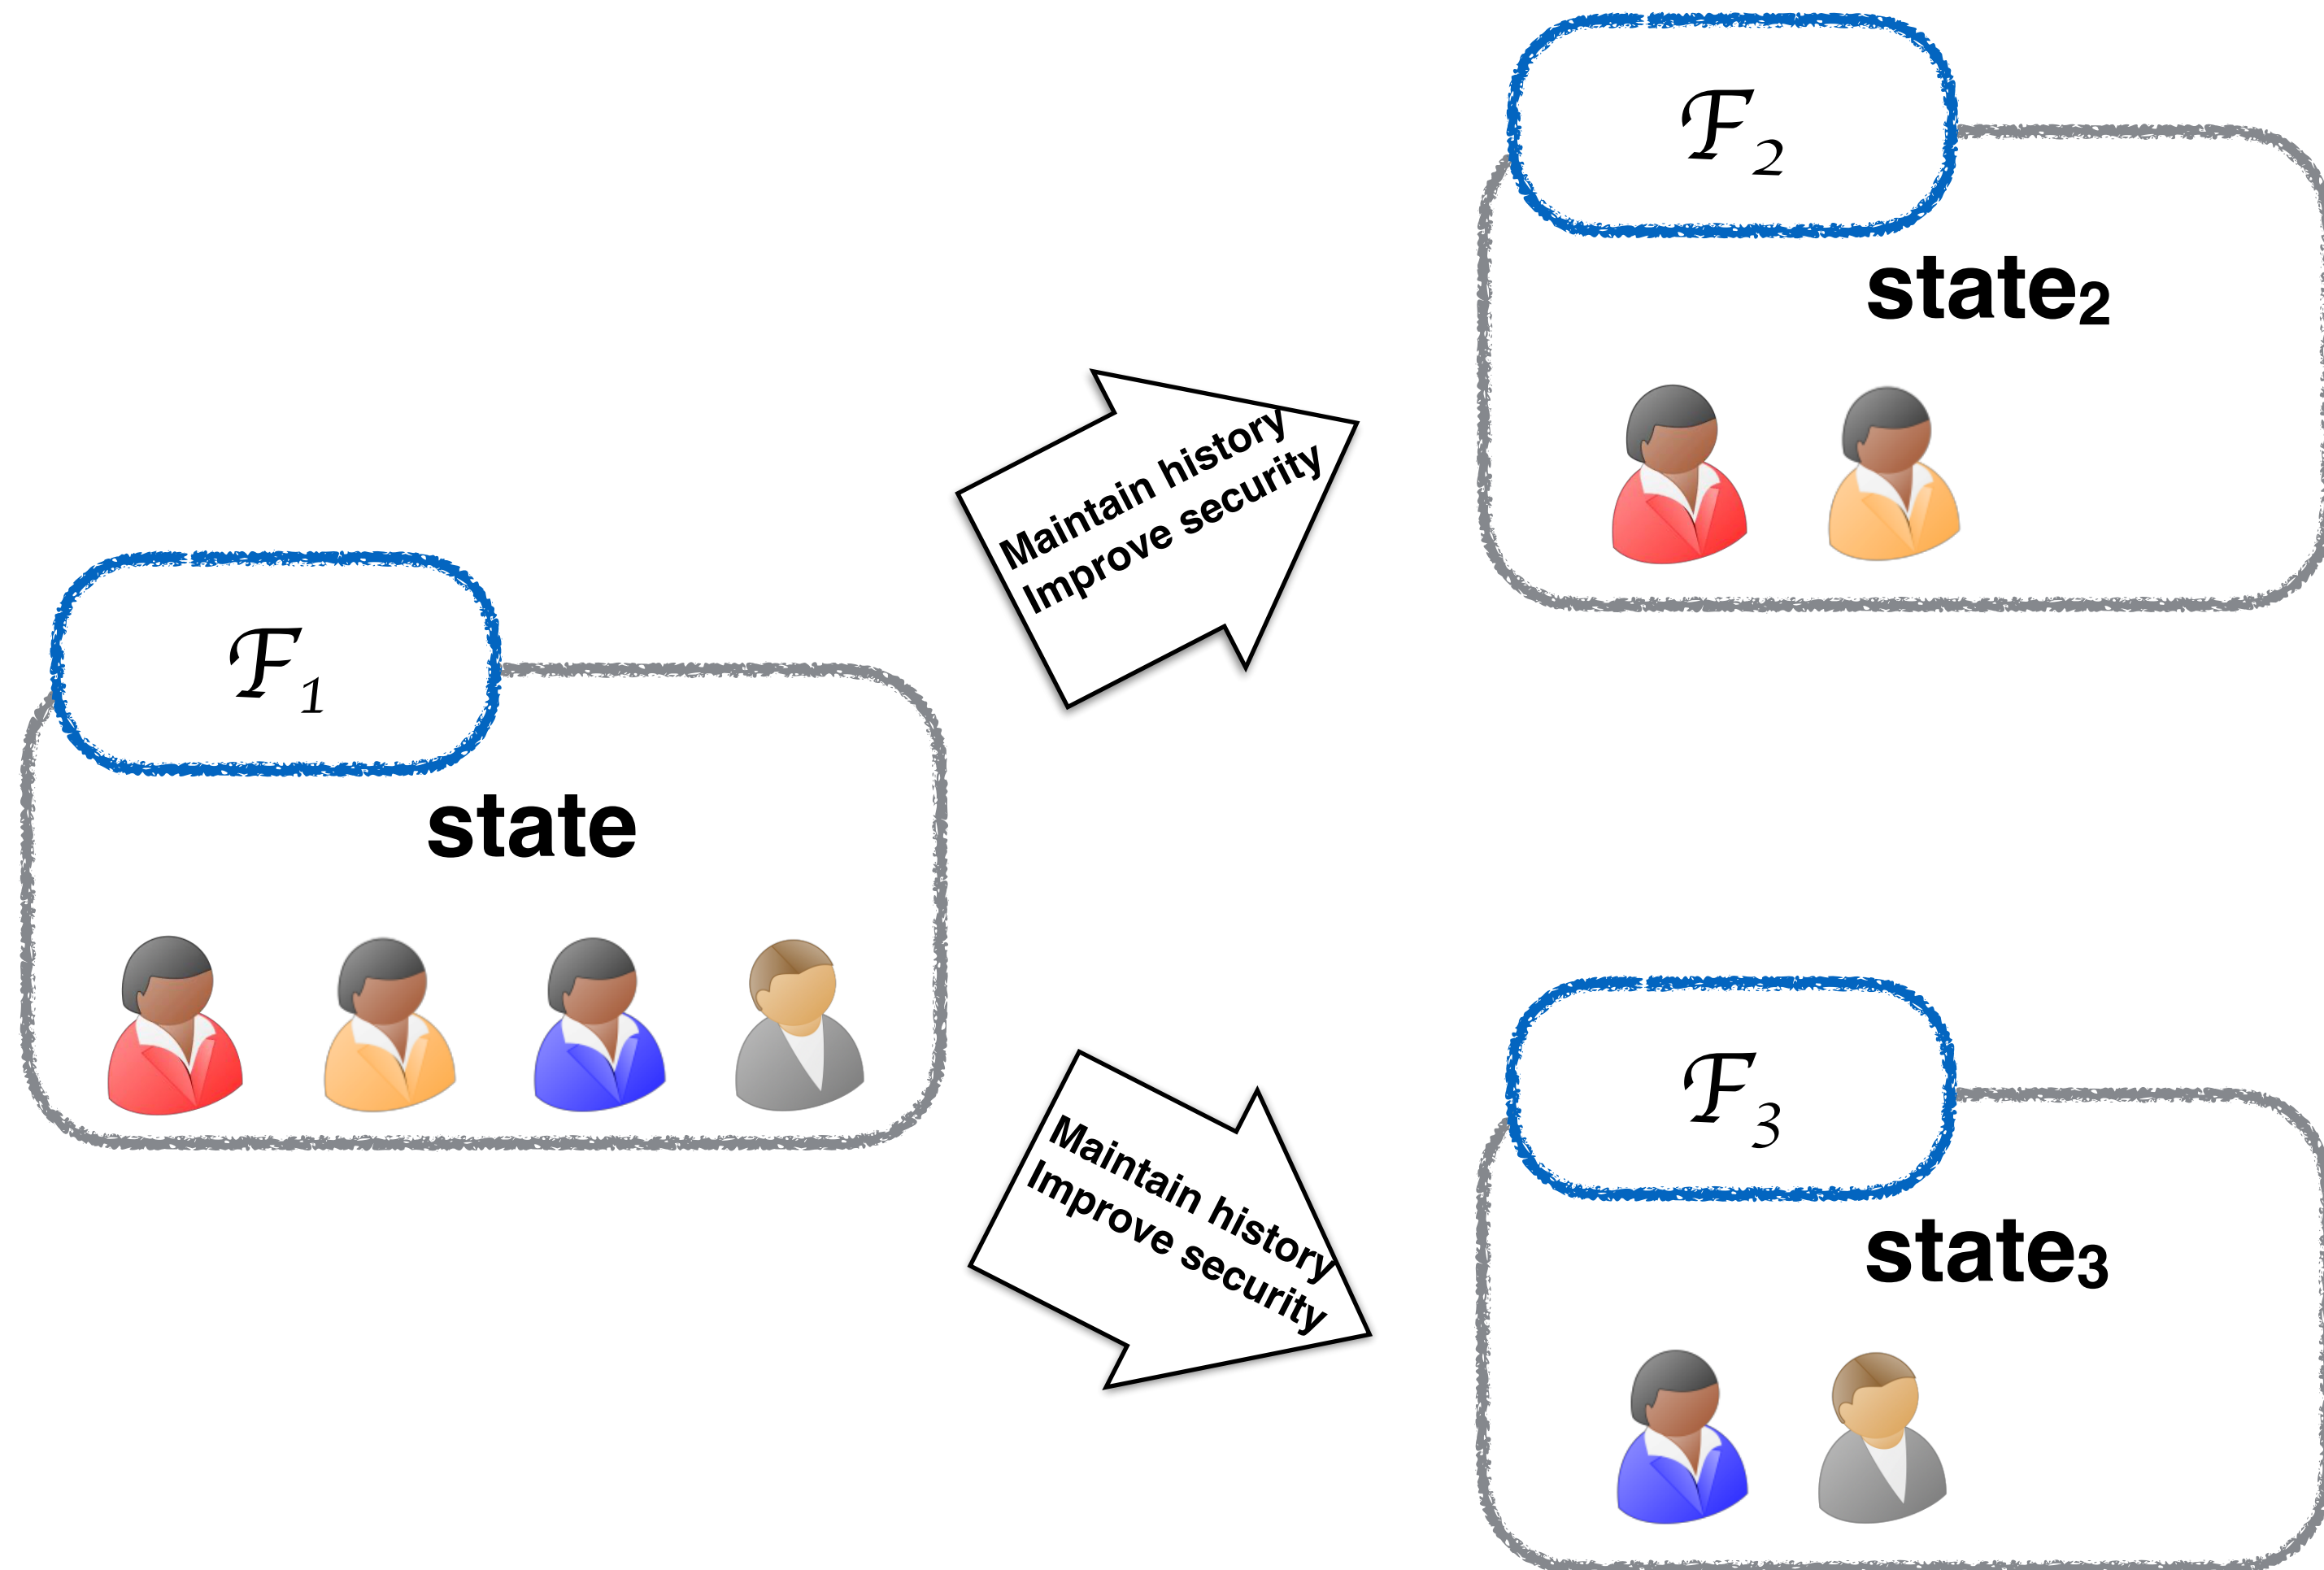 ℱ₁
state
Maintain history
Improve security
ℱ₂
state₂
Maintain history
Improve security
ℱ₃
state₃